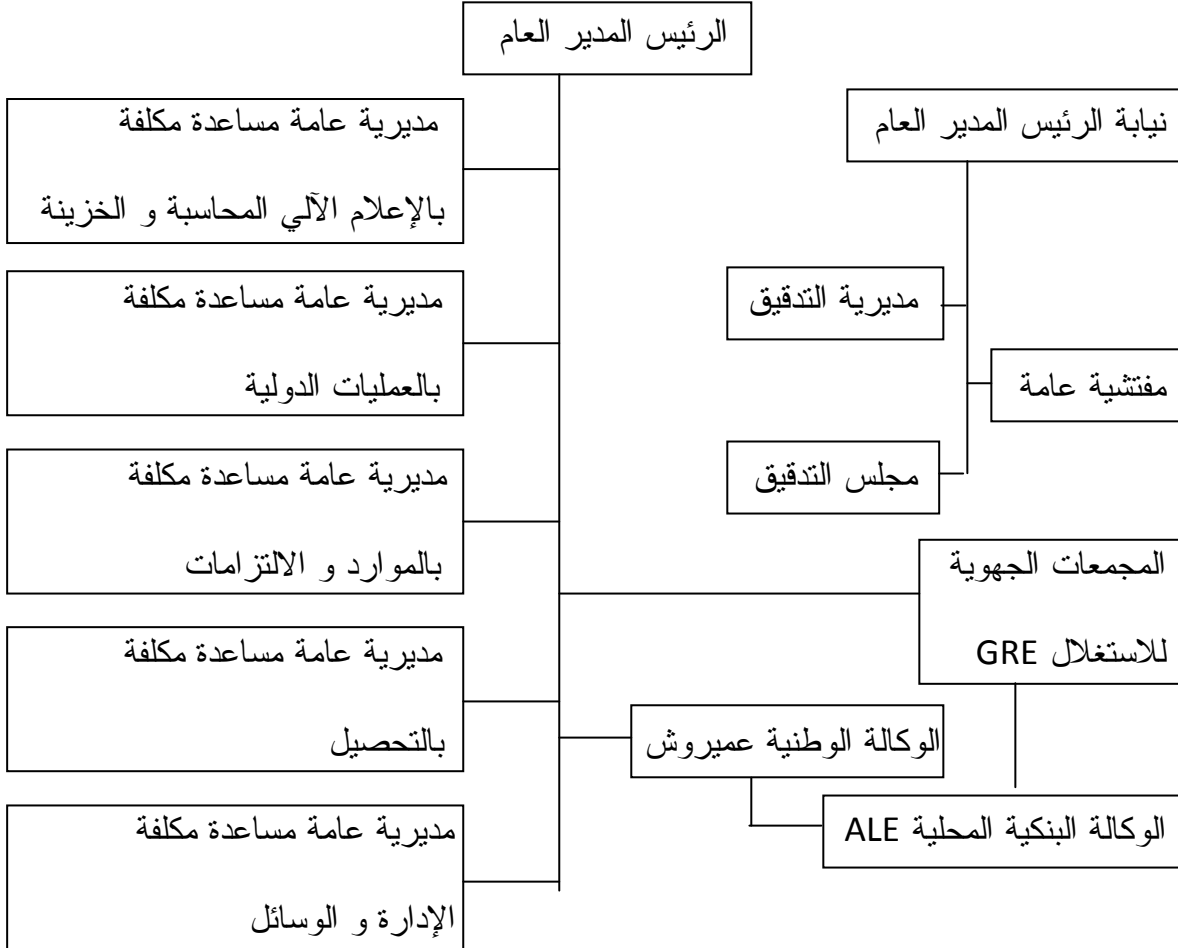 الرئيس المدير العام
نيابة الرئيس المدير العام
مديرية التدقيق
مفتشية عامة
مجلس التدقيق
المجمعات الجهوية
للاستغلال GRE
الوكالة الوطنية عميروش
الوكالة البنكية المحلية ALE
مديرية عامة مساعدة مكلفة
بالإعلام الآلي المحاسبة و الخزينة
مديرية عامة مساعدة مكلفة
بالعمليات الدولية
مديرية عامة مساعدة مكلفة
بالموارد و الالتزامات
مديرية عامة مساعدة مكلفة
بالتحصيل
مديرية عامة مساعدة مكلفة
الإدارة و الوسائل